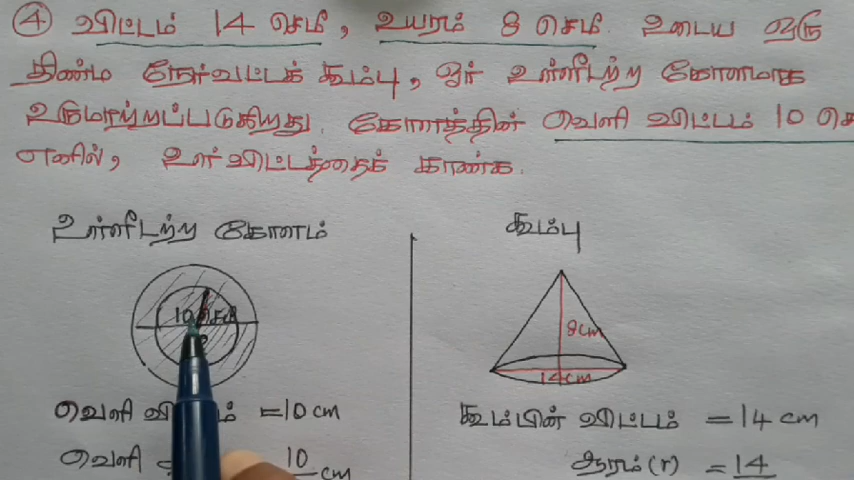 ④ விட்டம் 14 செமீ, உயரம் 8 செமீ உடைய ஒரு
திண்ம நேர்வட்டக் கூம்பு, ஓர் உள்ளீடற்ற கோளமாக
உருமாற்றப்படுகிறது. கோளத்தின் வெளி விட்டம் 10 செ
எனில், உள்விட்டத்தைக் காண்க.
உள்ளீடற்ற கோளம்
கூம்பு
10 செமீ
8cm
14cm
வெளி = 10 cm
கூம்பின் விட்டம் = 14 cm
வெளி 10 cm
ஆரம் (r) = 14